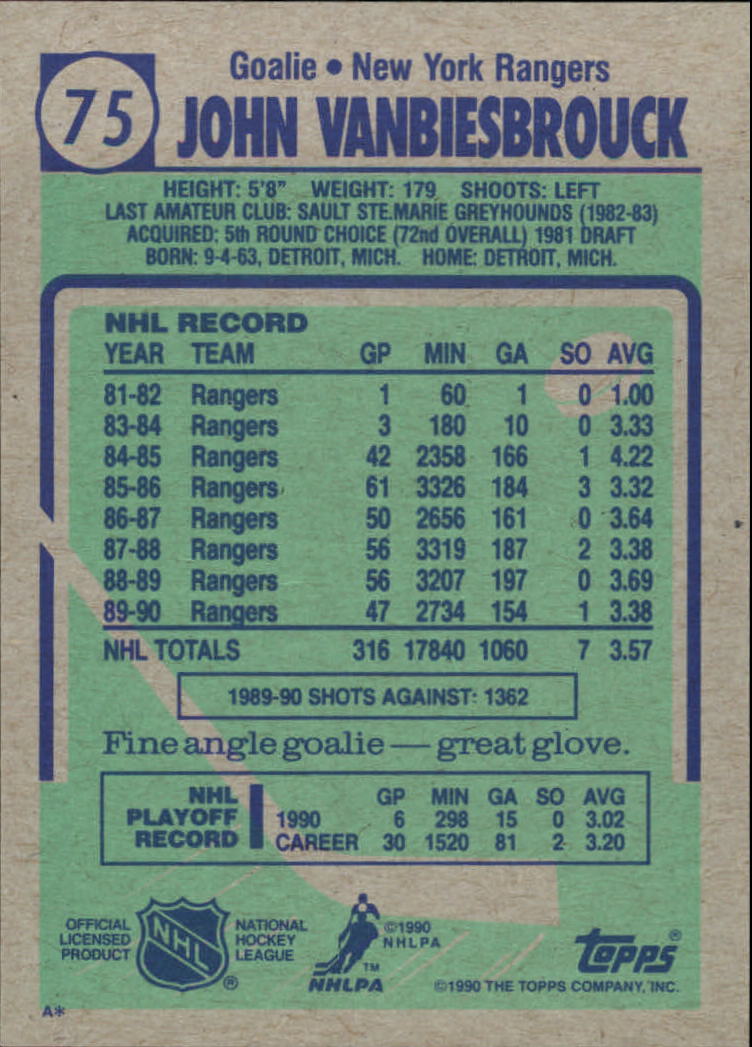 75
Goalie • New York Rangers
JOHN VANBIESBROUCK
HEIGHT: 5'8" WEIGHT: 179 SHOOTS: LEFT
LAST AMATEUR CLUB: SAULT STE.MARIE GREYHOUNDS (1982-83)
ACQUIRED: 5th ROUND CHOICE (72nd OVERALL) 1981 DRAFT
BORN: 9-4-63, DETROIT, MICH. HOME: DETROIT, MICH.
NHL RECORD
YEAR TEAM GP MIN GA SO AVG
81-82 Rangers 1 60 1 0 1.00
83-84 Rangers 3 180 10 0 3.33
84-85 Rangers 42 2358 166 1 4.22
85-86 Rangers 61 3326 184 3 3.32
86-87 Rangers 50 2656 161 0 3.64
87-88 Rangers 56 3319 187 2 3.38
88-89 Rangers 56 3207 197 0 3.69
89-90 Rangers 47 2734 154 1 3.38
NHL TOTALS 316 17840 1060 7 3.57
1989-90 SHOTS AGAINST: 1362
Fine angle goalie — great glove.
NHL PLAYOFF RECORD
GP MIN GA SO AVG
1990 6 298 15 0 3.02
CAREER 30 1520 81 2 3.20
OFFICIAL
LICENSED
PRODUCT
NHL
®
NATIONAL
HOCKEY
LEAGUE
©1990
NHLPA
TM
NHLPA
topps®
©1990 THE TOPPS COMPANY, INC.
A*